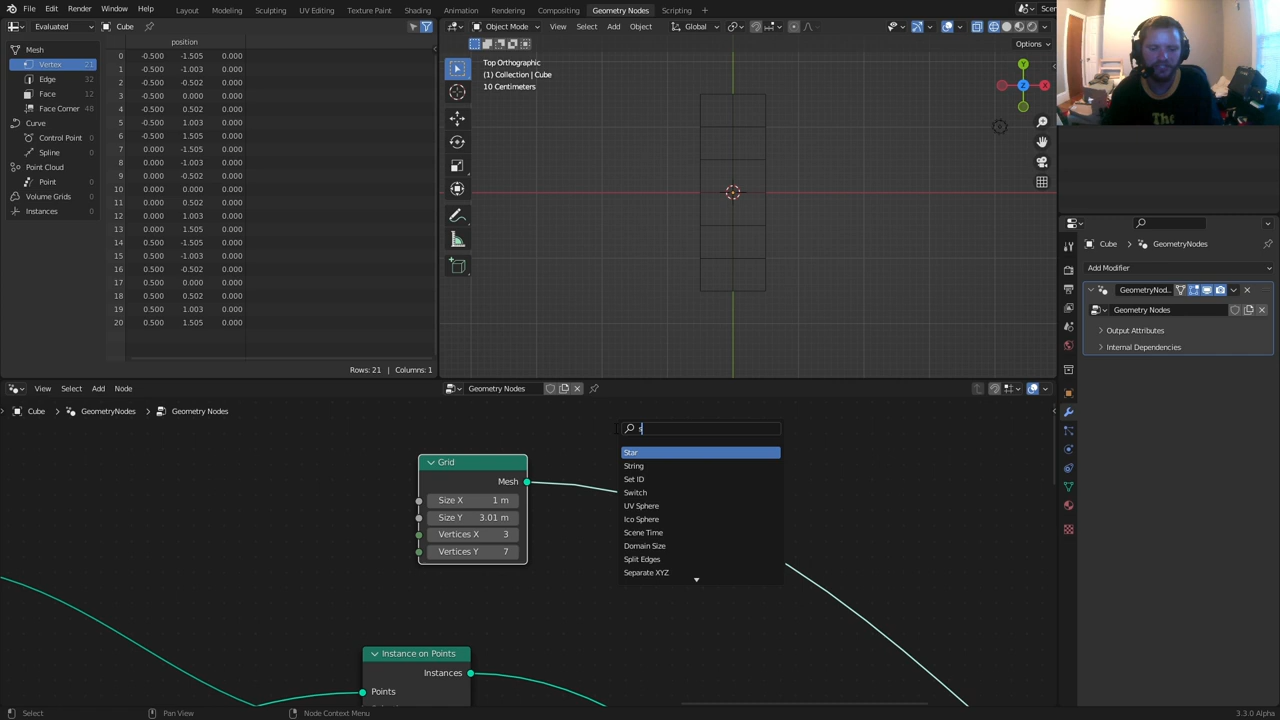 File Edit Render Window Help
Layout Modeling Sculpting UV Editing Texture Paint Shading Animation Rendering Compositing Geometry Nodes Scripting
Scen
Evaluated Cube
Object Mode View Select Add Object Global
Options
Mesh
Vertex 21
Edge 32
Face 12
Face Corner 48
Curve
Control Point 0
Spline 0
Point Cloud
Point 0
Volume Grids 0
Instances 0
position
0 -0.500 -1.505 0.000
1 -0.500 -1.003 0.000
2 -0.500 -0.502 0.000
3 -0.500 0.000 0.000
4 -0.500 0.502 0.000
5 -0.500 1.003 0.000
6 -0.500 1.505 0.000
7 0.000 -1.505 0.000
8 0.000 -1.003 0.000
9 0.000 -0.502 0.000
10 0.000 0.000 0.000
11 0.000 0.502 0.000
12 0.000 1.003 0.000
13 0.000 1.505 0.000
14 0.500 -1.505 0.000
15 0.500 -1.003 0.000
16 0.500 -0.502 0.000
17 0.500 0.000 0.000
18 0.500 0.502 0.000
19 0.500 1.003 0.000
20 0.500 1.505 0.000
Rows: 21 | Columns: 1
Top Orthographic
(1) Collection | Cube
10 Centimeters
Y
Z
X
The
Cube GeometryNodes
Add Modifier
GeometryNod..
Geometry Nodes
Output Attributes
Internal Dependencies
View Select Add Node
Geometry Nodes
Cube GeometryNodes Geometry Nodes
Grid
Mesh
Size X 1 m
Size Y 3.01 m
Vertices X 3
Vertices Y 7
s
Star
String
Set ID
Switch
UV Sphere
Ico Sphere
Scene Time
Domain Size
Split Edges
Separate XYZ
Instance on Points
Instances
Points
Select Pan View Node Context Menu
3.3.0 Alpha